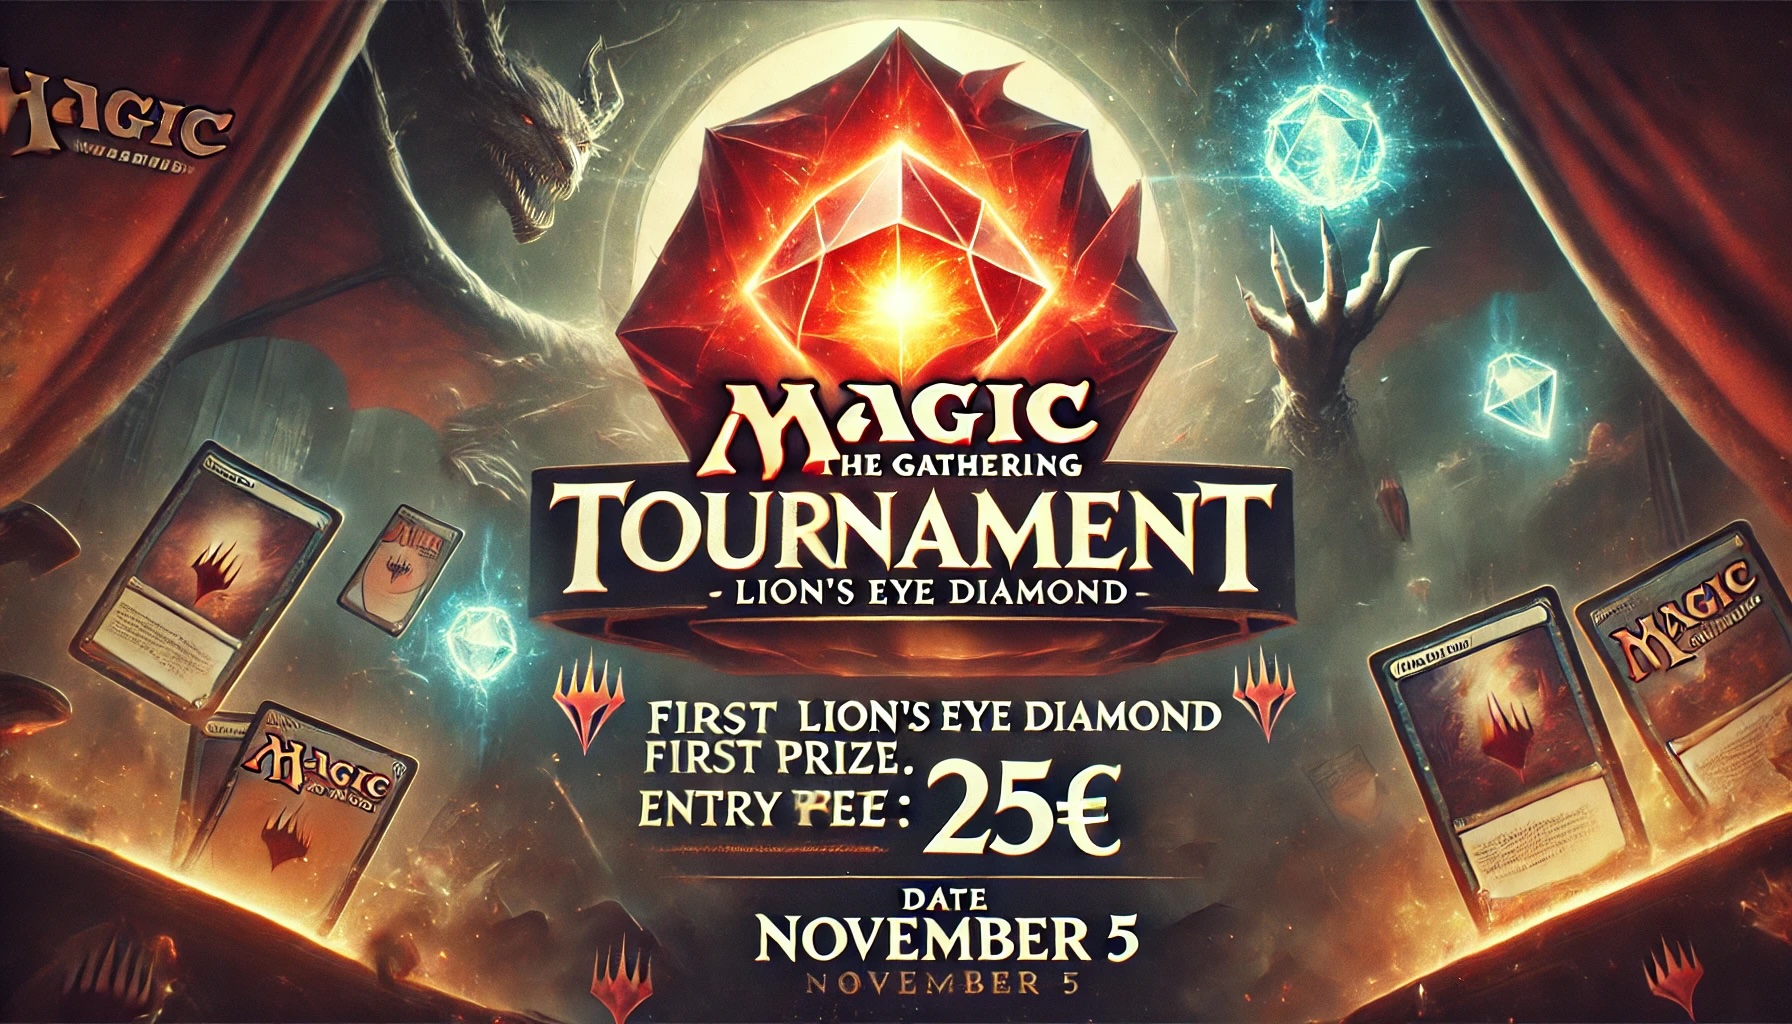 MAGIC
MAGIC
THE GATHERING
TOURNAMENT
- LION'S EYE DIAMOND -
FIRST LION'S EYE DIAMOND
FIRST PRIZE.
ENTRY FEE: 25€
DATE
NOVEMBER 5
NOVEMBER 5
MAGIC
MAGIC